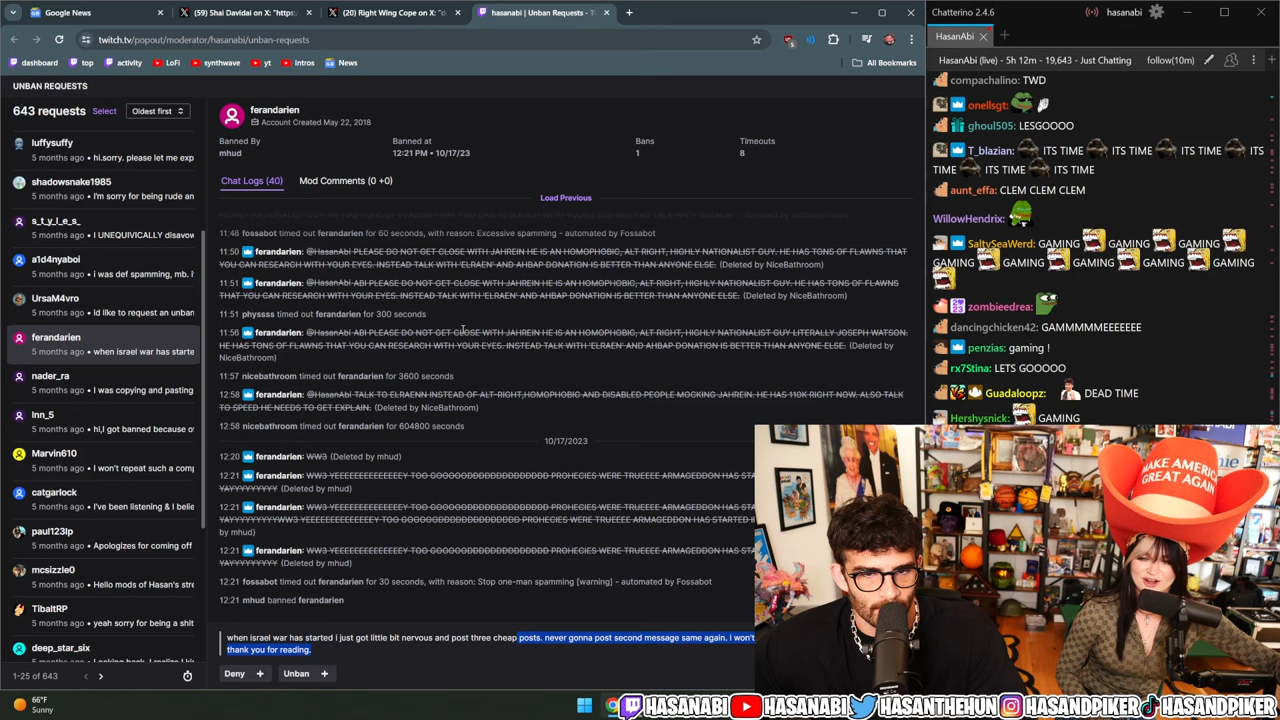 Google News
(59) Shai Davidai on X: "https:
(20) Right Wing Cope on X: "d
hasanabi | Unban Requests - T
twitch.tv/popout/moderator/hasanabi/unban-requests
dashboard top activity LoFi synthwave yt intros News
All Bookmarks
UNBAN REQUESTS
643 requests Select Oldest first
luffysuffy
5 months ago • hi.sorry. please let me exp
shadowsnake1985
5 months ago • I'm sorry for being rude an
s_t_y_l_e_s_
5 months ago • I UNEQUIVICALLY disavow
a1d4nyaboi
5 months ago • i was def spamming, mb. i
UrsaM4vro
5 months ago • id like to request an unban
ferandarien
5 months ago • when israel war has starte
nader_ra
5 months ago • I was copying and pasting
lnn_5
5 months ago • hi,I got banned because o
Marvin610
5 months ago • I won't repeat such a com
catgarlock
5 months ago • I've been listening & I belie
paul123lp
5 months ago • Apologizes for coming off
mcsizzle0
5 months ago • Hello mods of Hasan's stre
TibaltRP
5 months ago • yeah sorry for being a shit
deep_star_six
1-25 of 643
ferandarien
Account Created May 22, 2018
Banned By Banned at Bans Timeouts
mhud 12:21 PM • 10/17/23 1 8
Chat Logs (40) Mod Comments (0 +0)
Load Previous
11:48 fossabot timed out ferandarien for 60 seconds, with reason: Excessive spamming - automated by Fossabot
11:50 ferandarien: @HasanAbi PLEASE DO NOT GET CLOSE WITH JAHREIN HE IS AN HOMOPHOBIC, ALT RIGHT, HIGHLY NATIONALIST GUY. HE HAS TONS OF FLAWNS THAT
YOU CAN RESEARCH WITH YOUR EYES. INSTEAD TALK WITH 'ELRAEN' AND AHBAP DONATION IS BETTER THAN ANYONE ELSE. (Deleted by NiceBathroom)
11:51 ferandarien: @HasanAbi ABI PLEASE DO NOT GET CLOSE WITH JAHREIN HE IS AN HOMOPHOBIC, ALT RIGHT, HIGHLY NATIONALIST GUY. HE HAS TONS OF FLAWNS
THAT YOU CAN RESEARCH WITH YOUR EYES. INSTEAD TALK WITH 'ELRAEN' AND AHBAP DONATION IS BETTER THAN ANYONE ELSE. (Deleted by NiceBathroom)
11:51 physsss timed out ferandarien for 300 seconds
11:56 ferandarien: @HasanAbi ABI PLEASE DO NOT GET CLOSE WITH JAHREIN HE IS AN HOMOPHOBIC, ALT RIGHT, HIGHLY NATIONALIST GUY LITERALLY JOSEPH WATSON.
HE HAS TONS OF FLAWNS THAT YOU CAN RESEARCH WITH YOUR EYES. INSTEAD TALK WITH 'ELRAEN' AND AHBAP DONATION IS BETTER THAN ANYONE ELSE. (Deleted by
NiceBathroom)
11:57 nicebathroom timed out ferandarien for 3600 seconds
12:58 ferandarien: @HasanAbi TALK TO ELRAENN INSTEAD OF ALT-RIGHT,HOMOPHOBIC AND DISABLED PEOPLE MOCKING JAHREIN. HE HAS 110K RIGHT NOW. ALSO TALK
TO SPEED HE NEEDS TO GET EXPLAIN. (Deleted by NiceBathroom)
12:58 nicebathroom timed out ferandarien for 604800 seconds
10/17/2023
12:20 ferandarien: WW3 (Deleted by mhud)
12:21 ferandarien: WW3 YEEEEEEEEEEEEY TOO GOOOOODDDDDDDDDDDDDD PROHECIES WERE TRUEEEE ARMAGEDDON HAS STA
YAYYYYYYYYY (Deleted by mhud)
12:21 ferandarien:
by mhud)
12:21 ferandarien: WW3 YEEEEEEEEEEEEY TOO GOOOOODDDDDDDDDDDDDD PROHECIES WERE TRUEEEE ARMAGEDDON HAS STA
YAYYYYYYYYY (Deleted by mhud)
12:21 fossabot timed out ferandarien for 30 seconds, with reason: Stop one-man spamming [warning] - automated by Fossabot
12:21 mhud banned ferandarien
when israel war has started i just got little bit nervous and post three cheap posts. never gonna post second message same again. i won't
thank you for reading.
Deny + Unban +
Chatterino 2.4.6
hasanabi
HasanAbi
HasanAbi (live) - 5h 12m - 19,643 - Just Chatting follow(10m)
compachalino: TWD
onellsgt:
ghoul505: LESGOOOO
T_blazian: ITS TIME ITS TIME ITS TIME ITS
TIME ITS TIME ITS TIME
aunt_effa: CLEM CLEM CLEM
WillowHendrix:
SaltySeaWerd: GAMING GAMING GAMING GAMING
GAMING GAMING GAMING GAMING GAMING
zombieedrea:
dancingchicken42: GAMMMMMEEEEEEE
penzias: gaming !
rx7Stina: LETS GOOOOO
Guadaloopz: DEAD TIME
Hershysnick: GAMING
MAKE AMERICA
GREAT AGAIN
66°F
Sunny
HASANABI HASANABI HASANTHEHUN HASANDPIKER HASANDPIKER